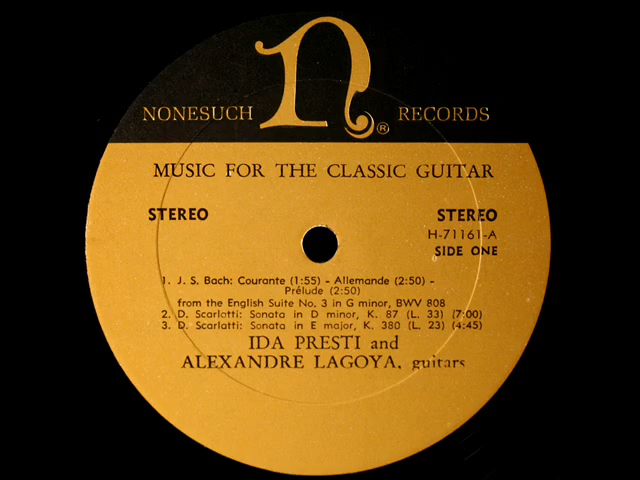 n
NONESUCH ® RECORDS
MUSIC FOR THE CLASSIC GUITAR
STEREO STEREO
H-71161-A
SIDE ONE
1. J. S. Bach: Courante (1:55) - Allemande (2:50) -
Prélude (2:50)
from the English Suite No. 3 in G minor, BWV 808
2. D. Scarlatti: Sonata in D minor, K. 87 (L. 33) (7:00)
3. D. Scarlatti: Sonata in E major, K. 380 (L. 23) (4:45)
IDA PRESTI and
ALEXANDRE LAGOYA, guitars